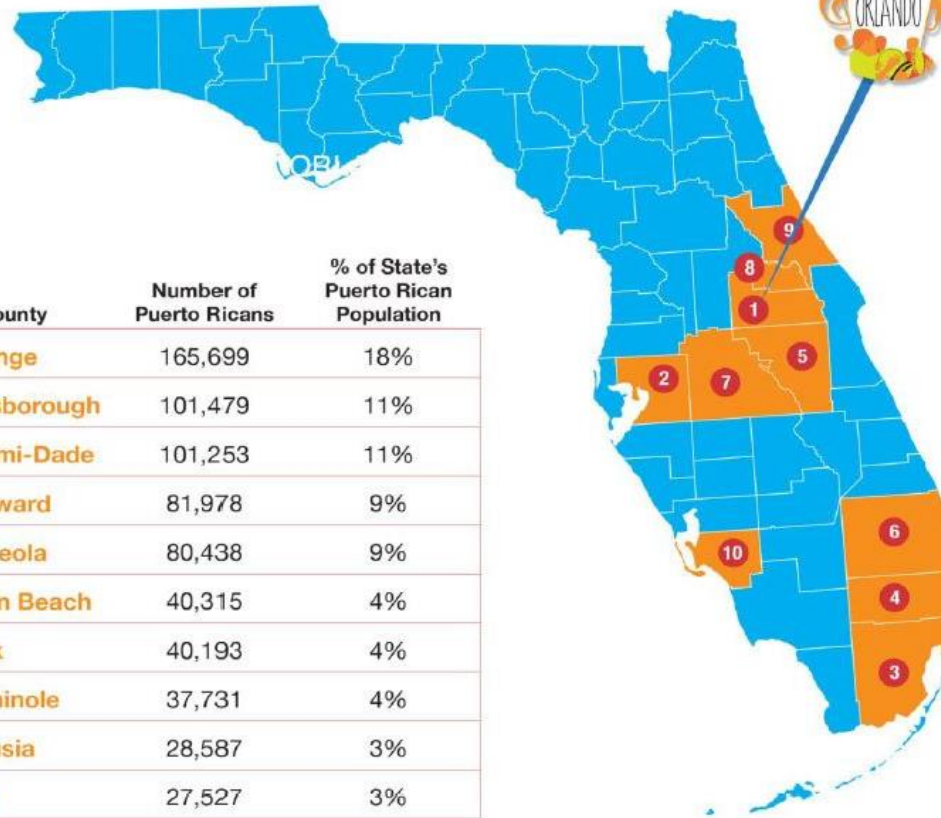 ORLANDO
OBL
ounty
Number of
Puerto Ricans
% of State's
Puerto Rican
Population
nge 165,699 18%
sborough 101,479 11%
mi-Dade 101,253 11%
ward 81,978 9%
eola 80,438 9%
n Beach 40,315 4%
k 40,193 4%
ninole 37,731 4%
sia 28,587 3%
27,527 3%
9
8
1
5
2
7
6
10
4
3